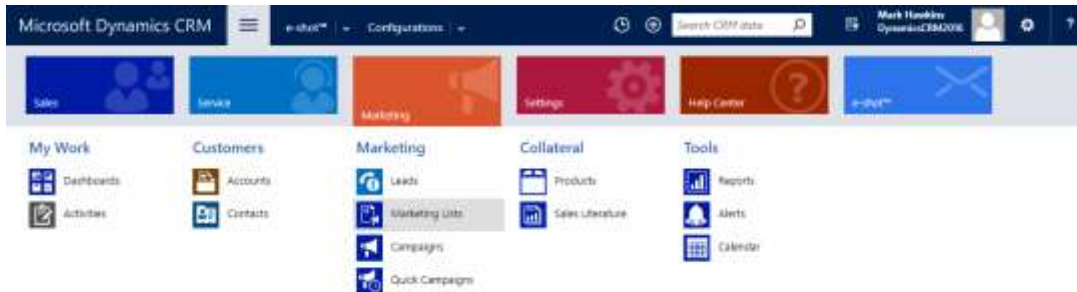 Microsoft Dynamics CRM
e-shot™
Configurations
Search CRM data
Mark Hawkins
DynamicsCRM2016
?
Sales
Service
Marketing
Settings
Help Center
e-shot™
My Work
Customers
Marketing
Collateral
Tools
Dashboards
Accounts
Leads
Products
Reports
Activities
Contacts
Marketing Lists
Sales Literature
Alerts
Campaigns
Calendar
Quick Campaigns